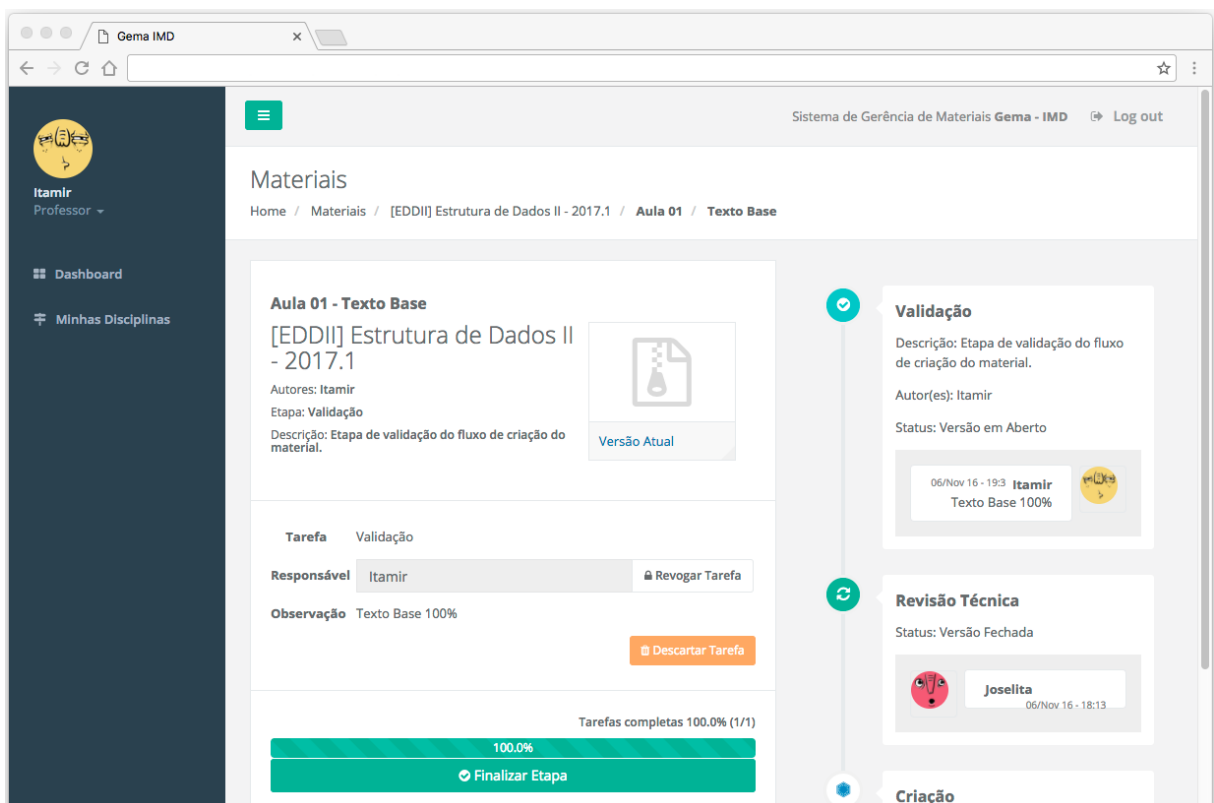 Gema IMD
Sistema de Gerência de Materiais Gema - IMD Log out
Itamir
Professor
Dashboard
Minhas Disciplinas
Materiais
Home / Materiais / [EDDII] Estrutura de Dados II - 2017.1 / Aula 01 / Texto Base
Aula 01 - Texto Base
[EDDII] Estrutura de Dados II
- 2017.1
Autores: Itamir
Etapa: Validação
Descrição: Etapa de validação do fluxo de criação do
material.
Versão Atual
Tarefa Validação
Responsável Itamir Revogar Tarefa
Observação Texto Base 100%
Descartar Tarefa
Tarefas completas 100.0% (1/1)
100.0%
Finalizar Etapa
Validação
Descrição: Etapa de validação do fluxo
de criação do material.
Autor(es): Itamir
Status: Versão em Aberto
06/Nov 16 - 19:3 Itamir
Texto Base 100%
Revisão Técnica
Status: Versão Fechada
Joselita
06/Nov 16 - 18:13
Criação